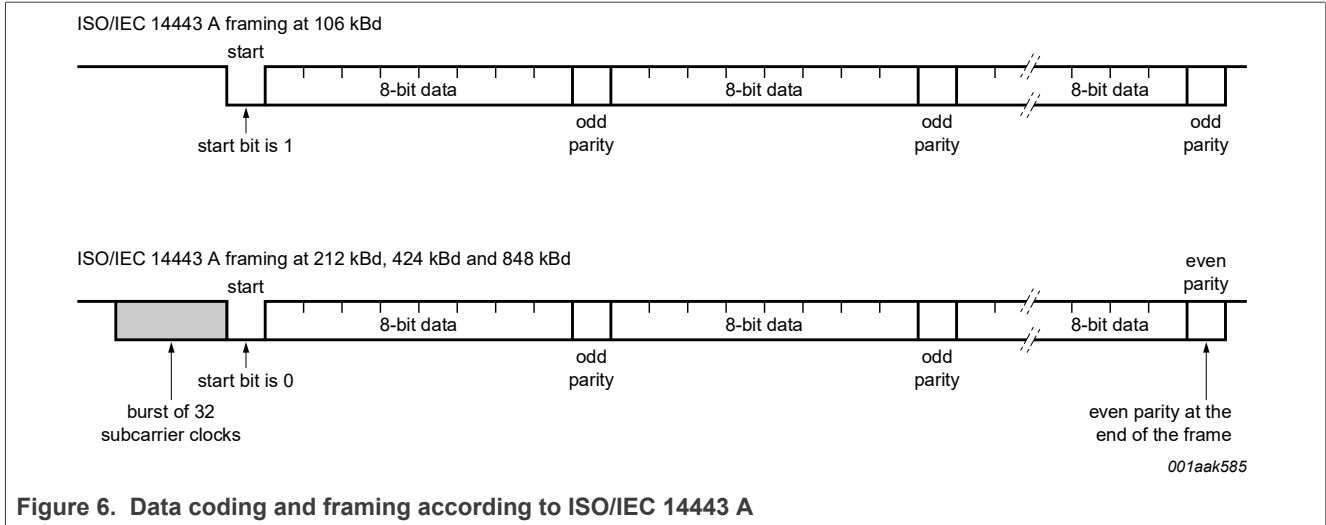 ISO/IEC 14443 A framing at 106 kBd
start
8-bit data 8-bit data 8-bit data
odd
parity
odd
parity
odd
parity
start bit is 1
ISO/IEC 14443 A framing at 212 kBd, 424 kBd and 848 kBd
even
parity
start
8-bit data 8-bit data 8-bit data
odd
parity
odd
parity
start bit is 0
burst of 32
subcarrier clocks
even parity at the
end of the frame
001aak585
Figure 6. Data coding and framing according to ISO/IEC 14443 A